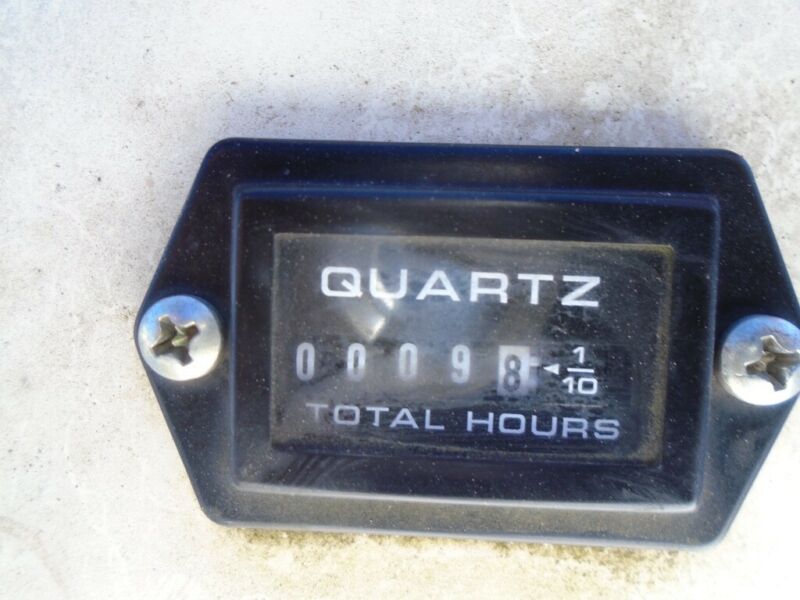 QUARTZ
0 0 0 9 8 ◄ 1/10
TOTAL HOURS